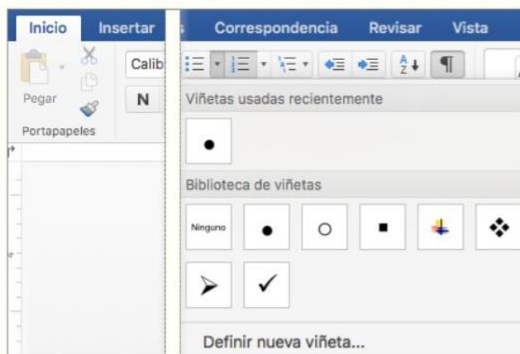 Inicio Insertar Correspondencia Revisar Vista
Calib
Pegar N
Portapapeles
Viñetas usadas recientemente
Biblioteca de viñetas
Ninguno
Definir nueva viñeta...